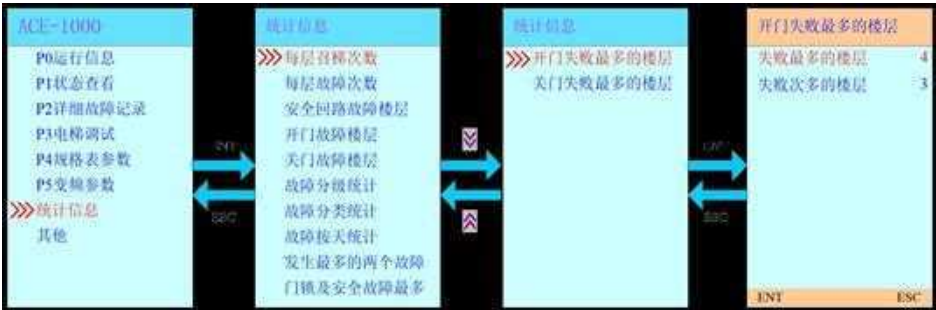 ACE-1000
P0运行信息
P1状态查看
P2详细故障记录
P3电梯调试
P4规格表参数
P5变频参数
统计信息
其他
ENT
ESC
统计信息
每层召梯次数
每层故障次数
安全回路故障楼层
开门故障楼层
关门故障楼层
故障分级统计
故障分类统计
故障按天统计
发生最多的两个故障
门锁及安全故障最多
统计信息
开门失败最多的楼层
关门失败最多的楼层
ENT
ESC
开门失败最多的楼层
失败最多的楼层 4
失败次多的楼层 3
ENT ESC